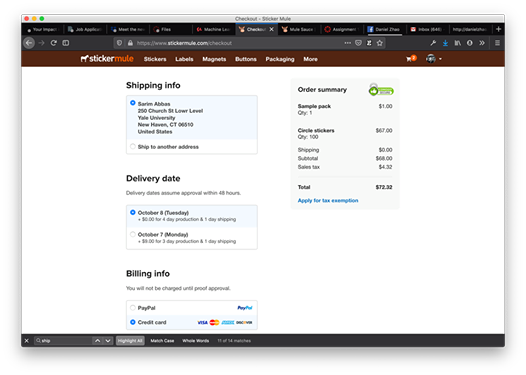 Checkout - Sticker Mule
Your Impact
Job Applicat
Meet the
Files
Machine Lea
Checkout
Mule Sauce
Assignment
Daniel Zhao
Inbox (846)
https://www.stickermule.com/checkout
stickermule
Stickers
Labels
Magnets
Buttons
Packaging
More
Shipping info
Sarim Abbas
250 Church St Lowr Level
Yale University
New Haven, CT 06510
United States
Ship to another address
Delivery date
Delivery dates assume approval within 48 hours.
October 8 (Tuesday)
+ $0.00 for 4 day production & 1 day shipping
October 7 (Monday)
+ $9.00 for 3 day production & 1 day shipping
Billing info
You will not be charged until proof approval.
PayPal
PayPal
Credit card
VISA
DISCOVER
Order summary
Sample pack $1.00
Qty: 1
Circle stickers $67.00
Qty: 100
Shipping $0.00
Subtotal $68.00
Sales tax $4.32
Total $72.32
Apply for tax exemption
ship
Highlight All
Match Case
Whole Words
11 of 14 matches